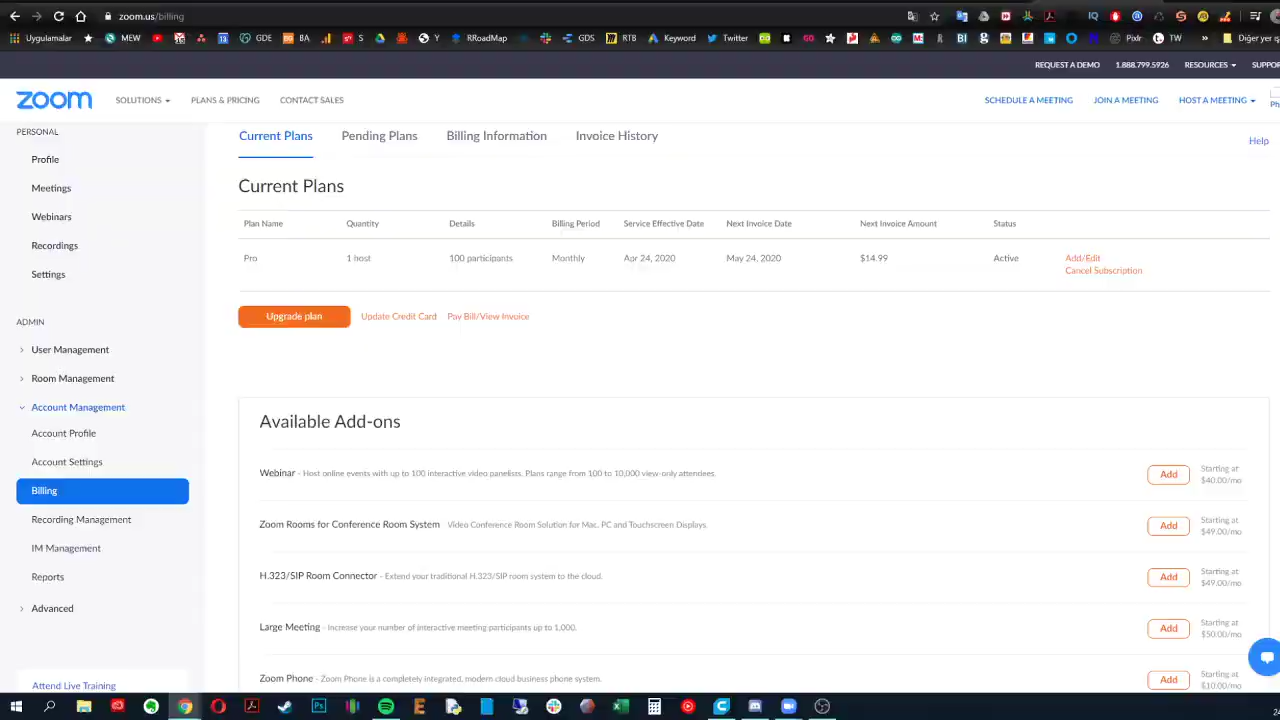 zoom.us/billing
Uygulamalar MEW 13 GDE BG BA S S Y RRoadMap GDS RTB Keyword Twitter Pixlr TW » Diğer yer
REQUEST A DEMO 1.888.799.5926 RESOURCES SUPPOR
zoom SOLUTIONS PLANS & PRICING CONTACT SALES SCHEDULE A MEETING JOIN A MEETING HOST A MEETING
PERSONAL
Profile
Meetings
Webinars
Recordings
Settings
ADMIN
User Management
Room Management
Account Management
Account Profile
Account Settings
Billing
Recording Management
IM Management
Reports
Advanced
Attend Live Training
Current Plans Pending Plans Billing Information Invoice History
Help
Current Plans
Plan Name Quantity Details Billing Period Service Effective Date Next Invoice Date Next Invoice Amount Status
Pro 1 host 100 participants Monthly Apr 24, 2020 May 24, 2020 $14.99 Active Add/Edit
Cancel Subscription
Upgrade plan Update Credit Card Pay Bill/View Invoice
Available Add-ons
Webinar - Host online events with up to 100 interactive video panelists. Plans range from 100 to 10,000 view-only attendees. Add Starting at
$40.00/mo
Zoom Rooms for Conference Room System Video Conference Room Solution for Mac, PC and Touchscreen Displays. Add Starting at
$49.00/mo
H.323/SIP Room Connector - Extend your traditional H.323/SIP room system to the cloud. Add Starting at
$49.00/mo
Large Meeting - Increase your number of interactive meeting participants up to 1,000. Add Starting at
$50.00/mo
Zoom Phone - Zoom Phone is a completely integrated, modern cloud business phone system. Add Starting at
$10.00/mo